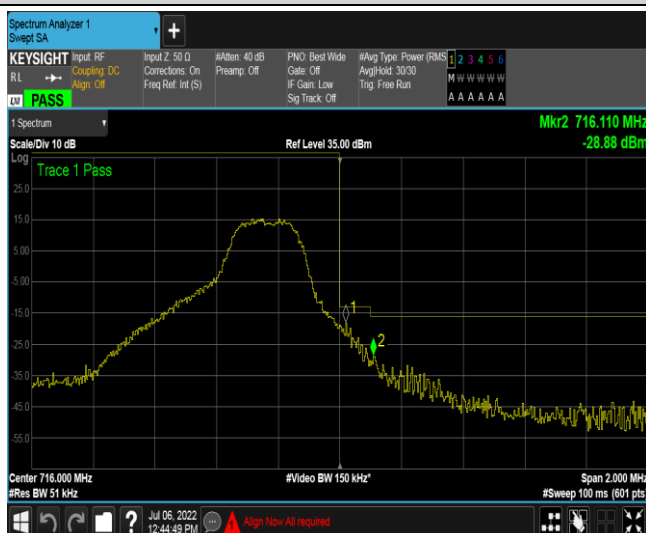 Spectrum Analyzer 1
Swept SA
+
KEYSIGHT
RL
LXI PASS
Input: RF
Coupling: DC
Align: Off
Input Z: 50 Ω
Corrections: On
Freq Ref: Int (S)
#Atten: 40 dB
Preamp: Off
PNO: Best Wide
Gate: Off
IF Gain: Low
Sig Track: Off
#Avg Type: Power (RMS
Avg|Hold: 30/30
Trig: Free Run
1 2 3 4 5 6
M W W W W W
A A A A A A
1 Spectrum
Mkr2 716.110 MHz
Scale/Div 10 dB
Ref Level 35.00 dBm
-28.88 dBm
Log
Trace 1 Pass
25.0
15.0
5.00
-5.00
-15.0
-25.0
-35.0
-45.0
-55.0
1
2
Center 716.000 MHz
#Video BW 150 kHz*
Span 2.000 MHz
#Res BW 51 kHz
#Sweep 100 ms (601 pts)
?
Jul 06, 2022
12:44:49 PM
1
Align Now All required